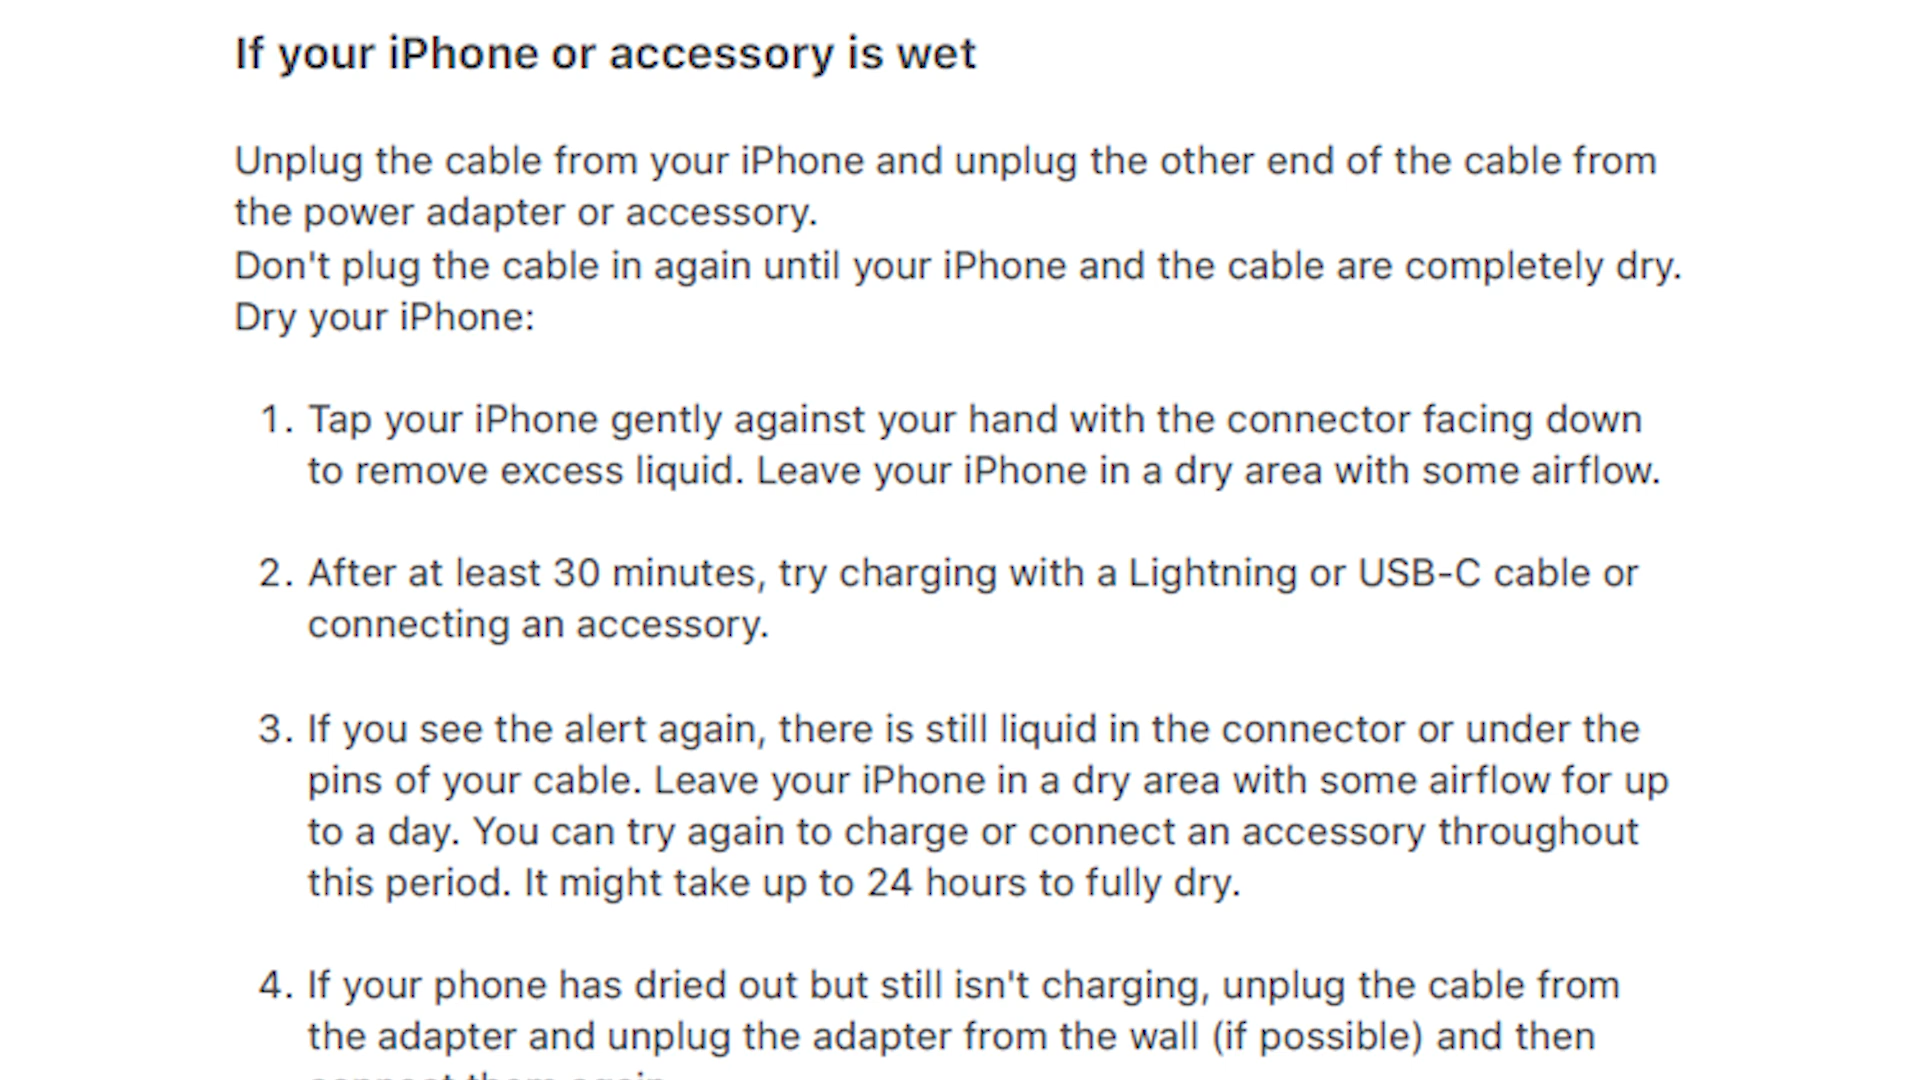 If your iPhone or accessory is wet
Unplug the cable from your iPhone and unplug the other end of the cable from
the power adapter or accessory.
Don't plug the cable in again until your iPhone and the cable are completely dry.
Dry your iPhone:
1. Tap your iPhone gently against your hand with the connector facing down
to remove excess liquid. Leave your iPhone in a dry area with some airflow.
2. After at least 30 minutes, try charging with a Lightning or USB-C cable or
connecting an accessory.
3. If you see the alert again, there is still liquid in the connector or under the
pins of your cable. Leave your iPhone in a dry area with some airflow for up
to a day. You can try again to charge or connect an accessory throughout
this period. It might take up to 24 hours to fully dry.
4. If your phone has dried out but still isn't charging, unplug the cable from
the adapter and unplug the adapter from the wall (if possible) and then